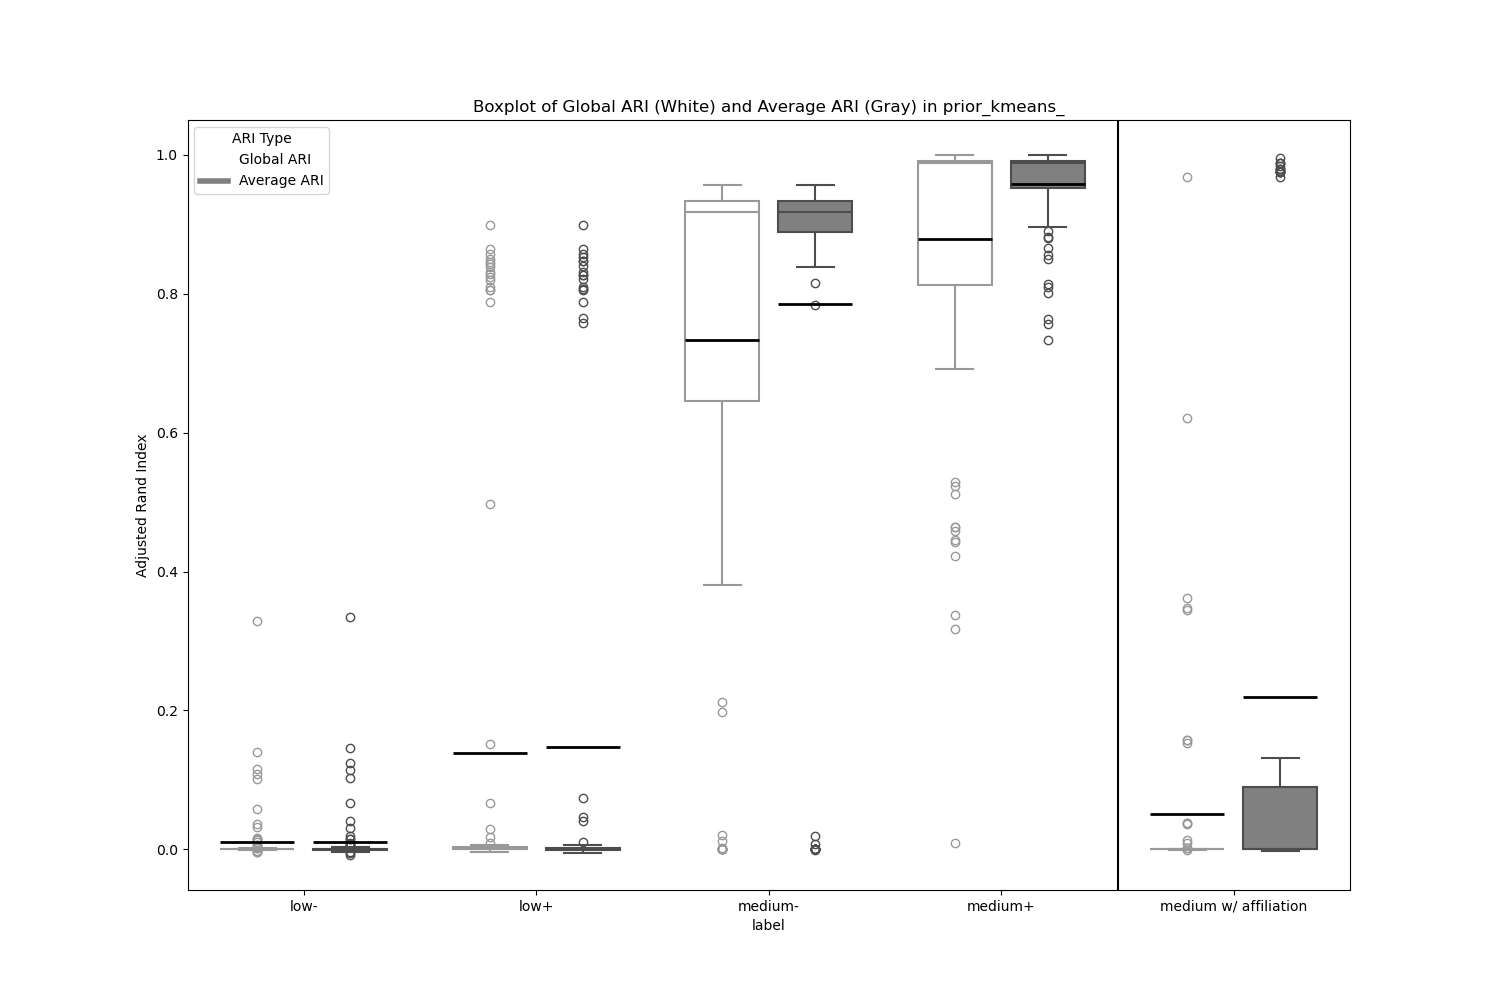 Boxplot of Global ARI (White) and Average ARI (Gray) in prior_kmeans_
ARI Type
Global ARI
Average ARI
1.0
0.8
0.6
0.4
0.2
0.0
Adjusted Rand Index
low-
low+
medium-
medium+
medium w/ affiliation
label